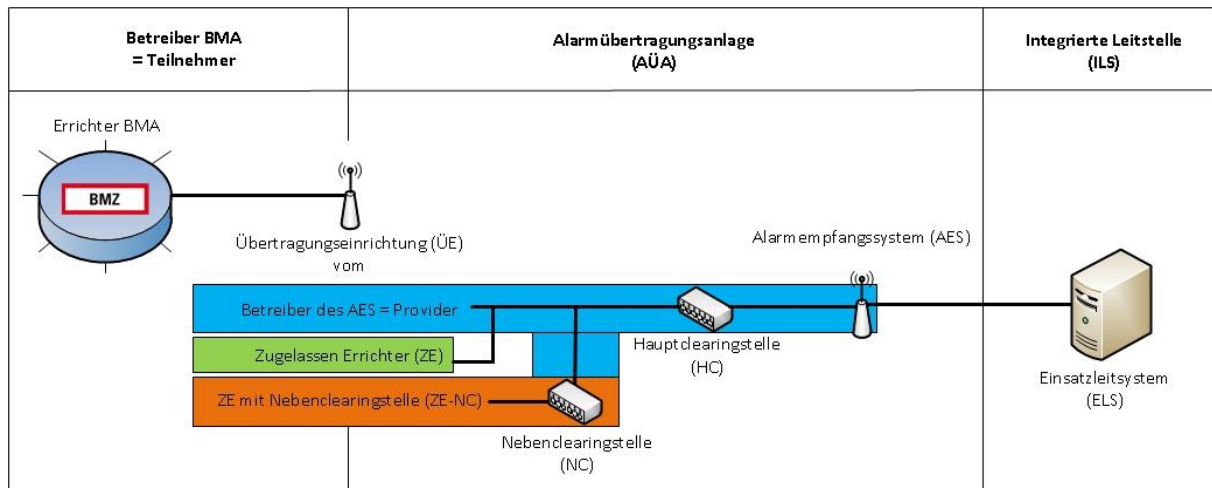 Betreiber BMA
= Teilnehmer
Alarmübertragungsanlage
(AÜA)
Integrierte Leitstelle
(ILS)
Errichter BMA
BMZ
Übertragungseinrichtung (ÜE)
vom
Alarmempfangssystem (AES)
Betreiber des AES = Provider
Hauptclearingstelle
(HC)
Zugelassen Errichter (ZE)
ZE mit Nebenclearingstelle (ZE-NC)
Nebenclearingstelle
(NC)
Einsatzleitsystem
(ELS)